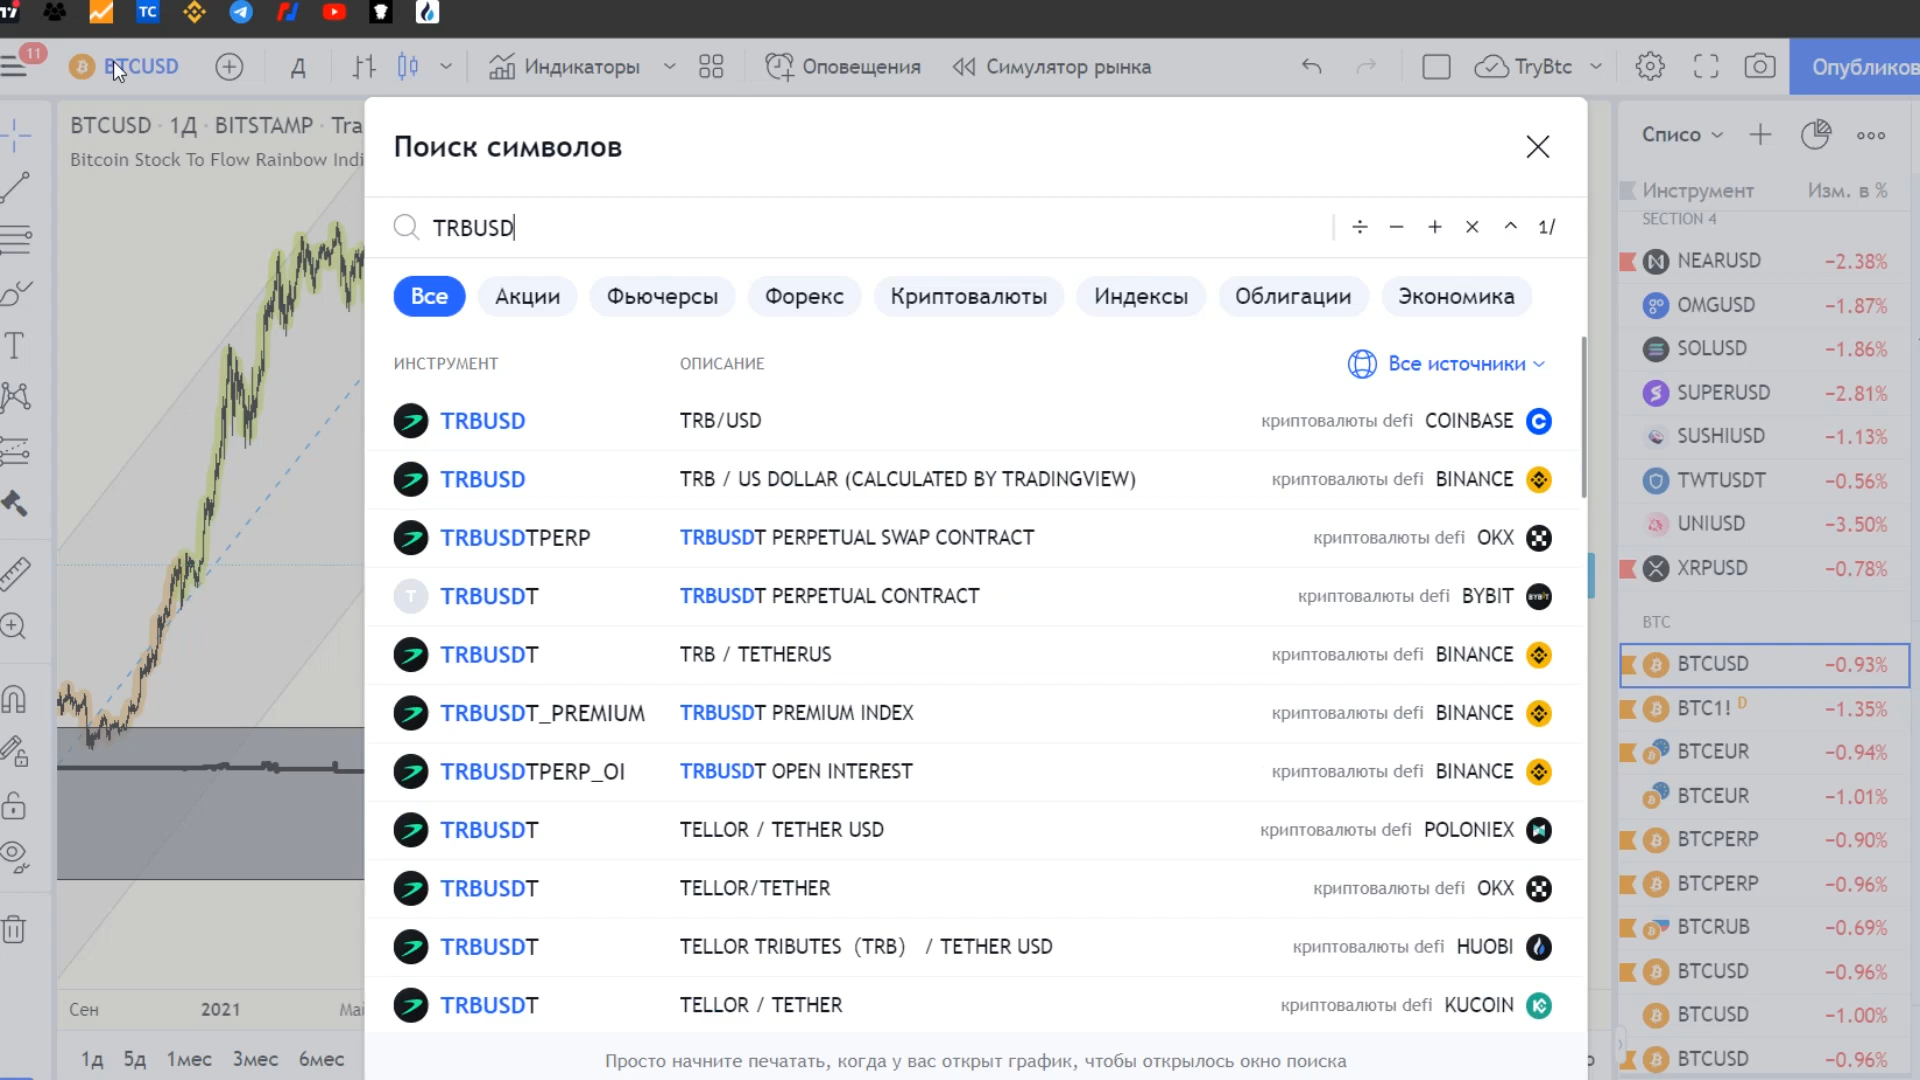 TC
11
BTCUSD
Д
Индикаторы
Оповещения
Симулятор рынка
TryBtc
Опубликов
BTCUSD · 1Д · BITSTAMP · Tra
Bitcoin Stock To Flow Rainbow Indi
Поиск символов
TRBUSD
÷ − + × ^ 1/
Все
Акции
Фьючерсы
Форекс
Криптовалюты
Индексы
Облигации
Экономика
ИНСТРУМЕНТ ОПИСАНИЕ Все источники
TRBUSD TRB/USD криптовалюты defi COINBASE
TRBUSD TRB / US DOLLAR (CALCULATED BY TRADINGVIEW) криптовалюты defi BINANCE
TRBUSDTPERP TRBUSDT PERPETUAL SWAP CONTRACT криптовалюты defi OKX
T TRBUSDT TRBUSDT PERPETUAL CONTRACT криптовалюты defi BYBIT
TRBUSDT TRB / TETHERUS криптовалюты defi BINANCE
TRBUSDT_PREMIUM TRBUSDT PREMIUM INDEX криптовалюты defi BINANCE
TRBUSDTPERP_OI TRBUSDT OPEN INTEREST криптовалюты defi BINANCE
TRBUSDT TELLOR / TETHER USD криптовалюты defi POLONIEX
TRBUSDT TELLOR/TETHER криптовалюты defi OKX
TRBUSDT TELLOR TRIBUTES (TRB) / TETHER USD криптовалюты defi HUOBI
TRBUSDT TELLOR / TETHER криптовалюты defi KUCOIN
Просто начните печатать, когда у вас открыт график, чтобы открылось окно поиска
Сен 2021 Май
1д 5д 1мес 3мес 6мес
Списо
Инструмент Изм. в %
SECTION 4
NEARUSD −2.38%
OMGUSD −1.87%
SOLUSD −1.86%
SUPERUSD −2.81%
SUSHIUSD −1.13%
TWTUSDT −0.56%
UNIUSD −3.50%
XRPUSD −0.78%
BTC
BTCUSD −0.93%
BTC1! D −1.35%
BTCEUR −0.94%
BTCEUR −1.01%
BTCPERP −0.90%
BTCPERP −0.96%
BTCRUB −0.69%
BTCUSD −0.96%
BTCUSD −1.00%
BTCUSD −0.96%